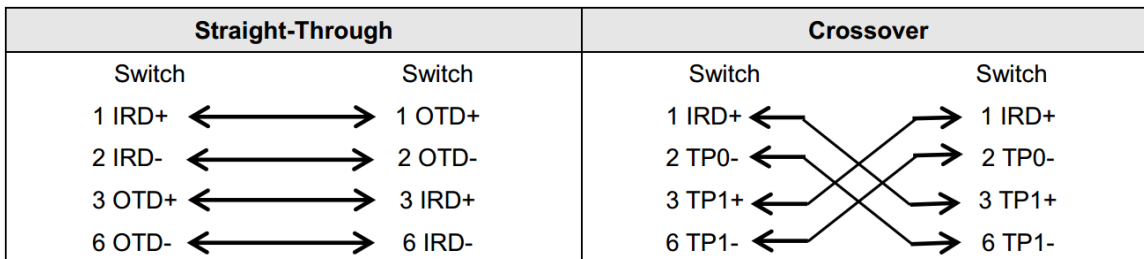 Straight-Through Crossover
Switch Switch Switch Switch
1 IRD+ 1 OTD+ 1 IRD+ 1 IRD+
2 IRD- 2 OTD- 2 TP0- 2 TP0-
3 OTD+ 3 IRD+ 3 TP1+ 3 TP1+
6 OTD- 6 IRD- 6 TP1- 6 TP1-